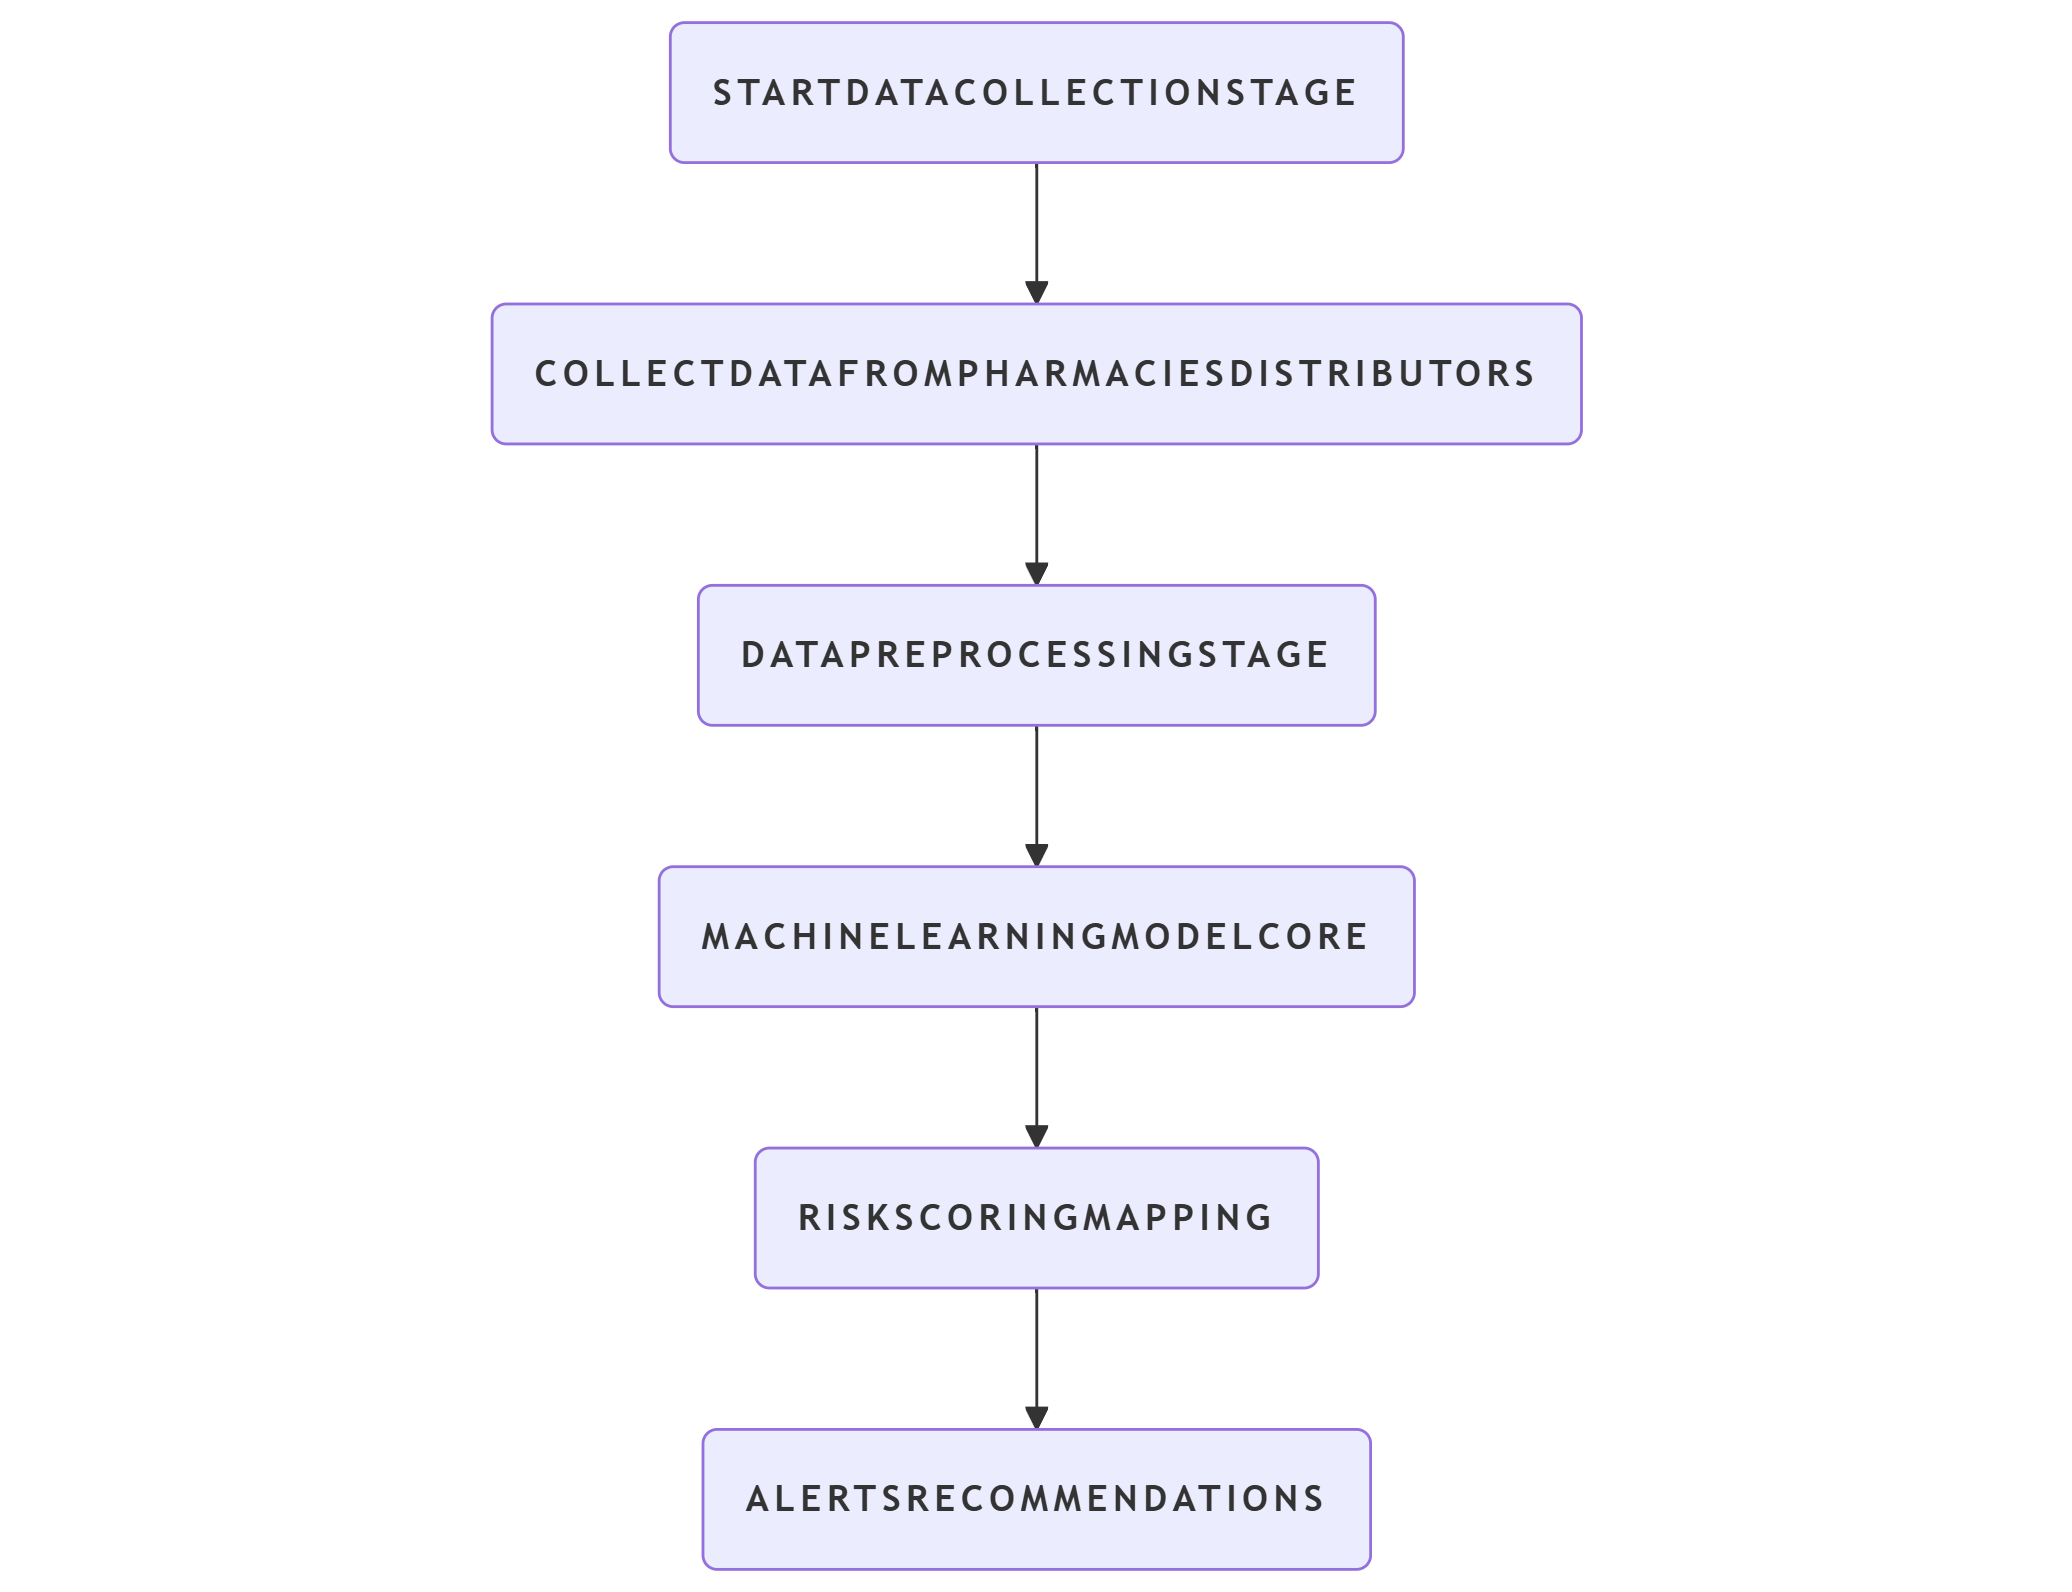 STARTDATACOLLECTIONSTAGE
COLLECTDATAFROMPHARMACIESDISTRIBUTORS
DATAPREPROCESSINGSTAGE
MACHINELEARNINGMODELCORE
RISKSCORINGMAPPING
ALERTSRECOMMENDATIONS